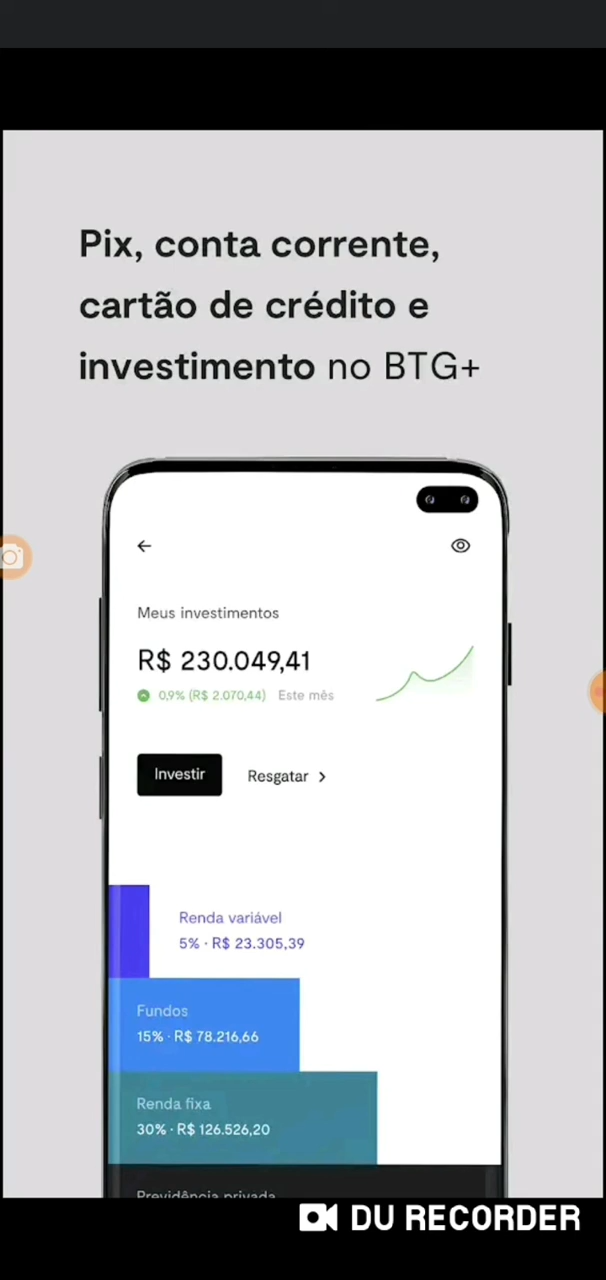 Pix, conta corrente,
cartão de crédito e
investimento no BTG+
Meus investimentos
R$ 230.049,41
0,9% (R$ 2.070,44) Este mês
Investir
Resgatar
Renda variável
5% · R$ 23.305,39
Fundos
15% · R$ 78.216,66
Renda fixa
30% · R$ 126.526,20
Previdência privada
DU RECORDER